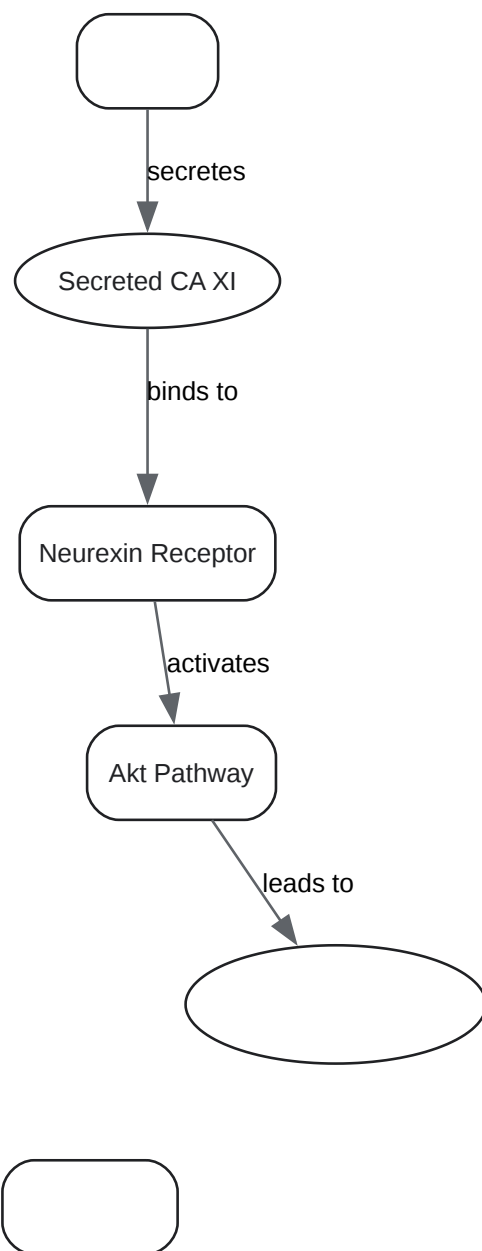 secretes
Secreted CA XI
binds to
Neurexin Receptor
activates
Akt Pathway
leads to